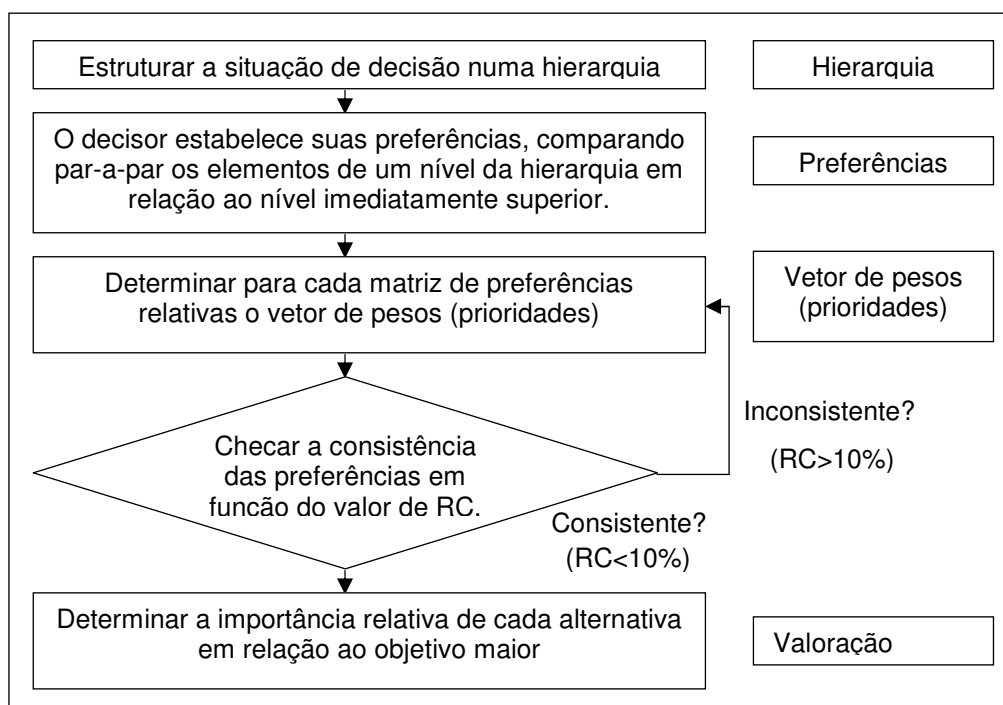 Estruturar a situação de decisão numa hierarquia
Hierarquia
O decisor estabelece suas preferências, comparando
par-a-par os elementos de um nível da hierarquia em
relação ao nível imediatamente superior.
Preferências
Determinar para cada matriz de preferências
relativas o vetor de pesos (prioridades)
Vetor de pesos
(prioridades)
Inconsistente?
(RC>10%)
Checar a consistência
das preferências em
funcão do valor de RC.
Consistente?
(RC<10%)
Determinar a importância relativa de cada alternativa
em relação ao objetivo maior
Valoração